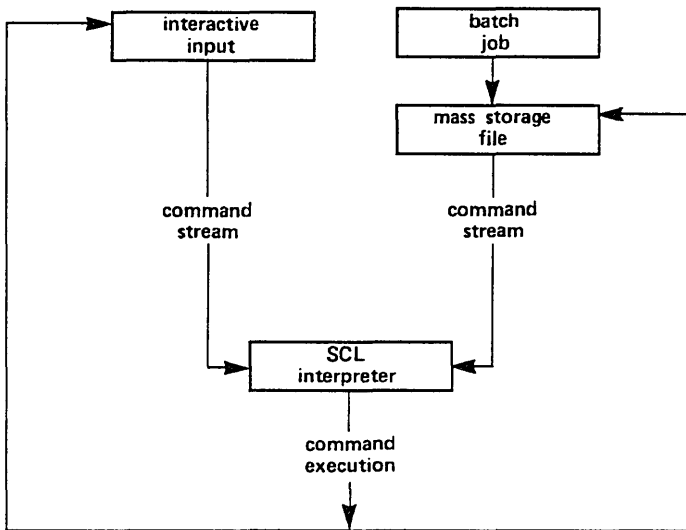 interactive
input
batch
job
mass storage
file
command
stream
command
stream
SCL
interpreter
command
execution